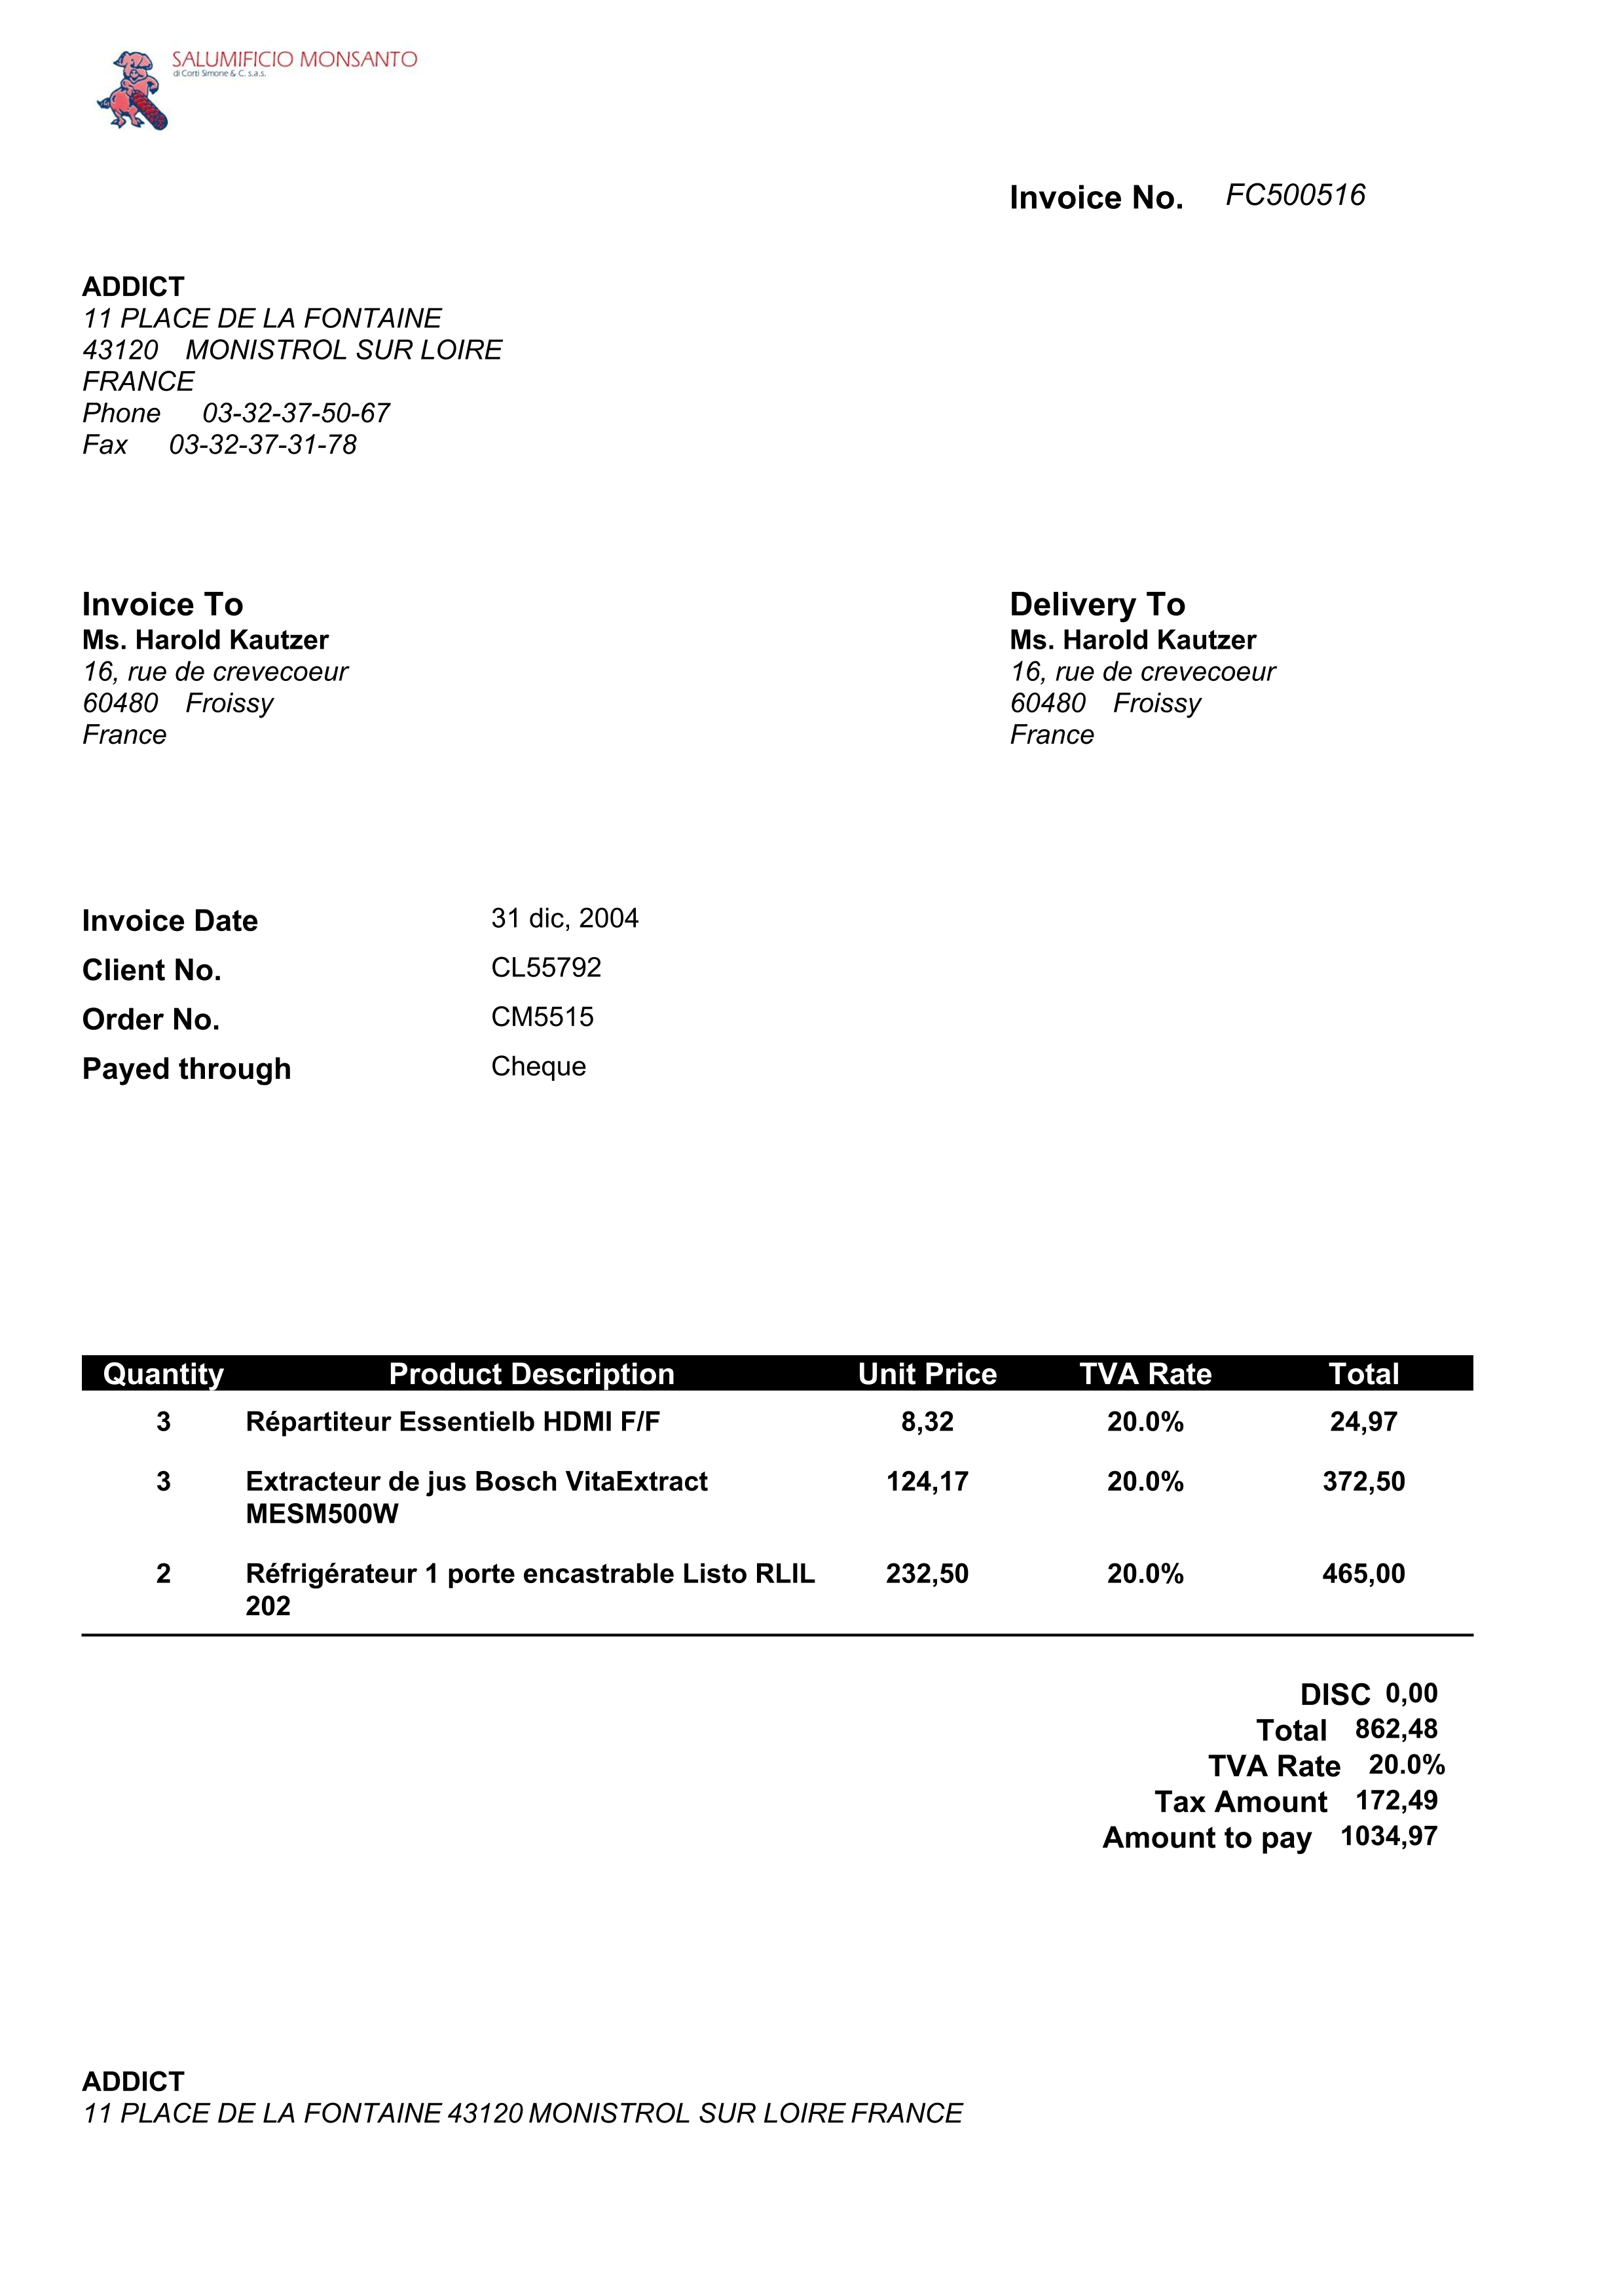 SALUMIFICIO MONSANTO
di Corti Simone & C. s.a.s.
Invoice No. FC500516
ADDICT
11 PLACE DE LA FONTAINE
43120 MONISTROL SUR LOIRE
FRANCE
Phone 03-32-37-50-67
Fax 03-32-37-31-78
Invoice To
Ms. Harold Kautzer
16, rue de crevecoeur
60480 Froissy
France
Delivery To
Ms. Harold Kautzer
16, rue de crevecoeur
60480 Froissy
France
Invoice Date 31 dic, 2004
Client No. CL55792
Order No. CM5515
Payed through Cheque
Quantity Product Description Unit Price TVA Rate Total
3 Répartiteur Essentielb HDMI F/F 8,32 20.0% 24,97
3 Extracteur de jus Bosch VitaExtract 124,17 20.0% 372,50
MESM500W
2 Réfrigérateur 1 porte encastrable Listo RLIL 232,50 20.0% 465,00
202
DISC 0,00
Total 862,48
TVA Rate 20.0%
Tax Amount 172,49
Amount to pay 1034,97
ADDICT
11 PLACE DE LA FONTAINE 43120 MONISTROL SUR LOIRE FRANCE